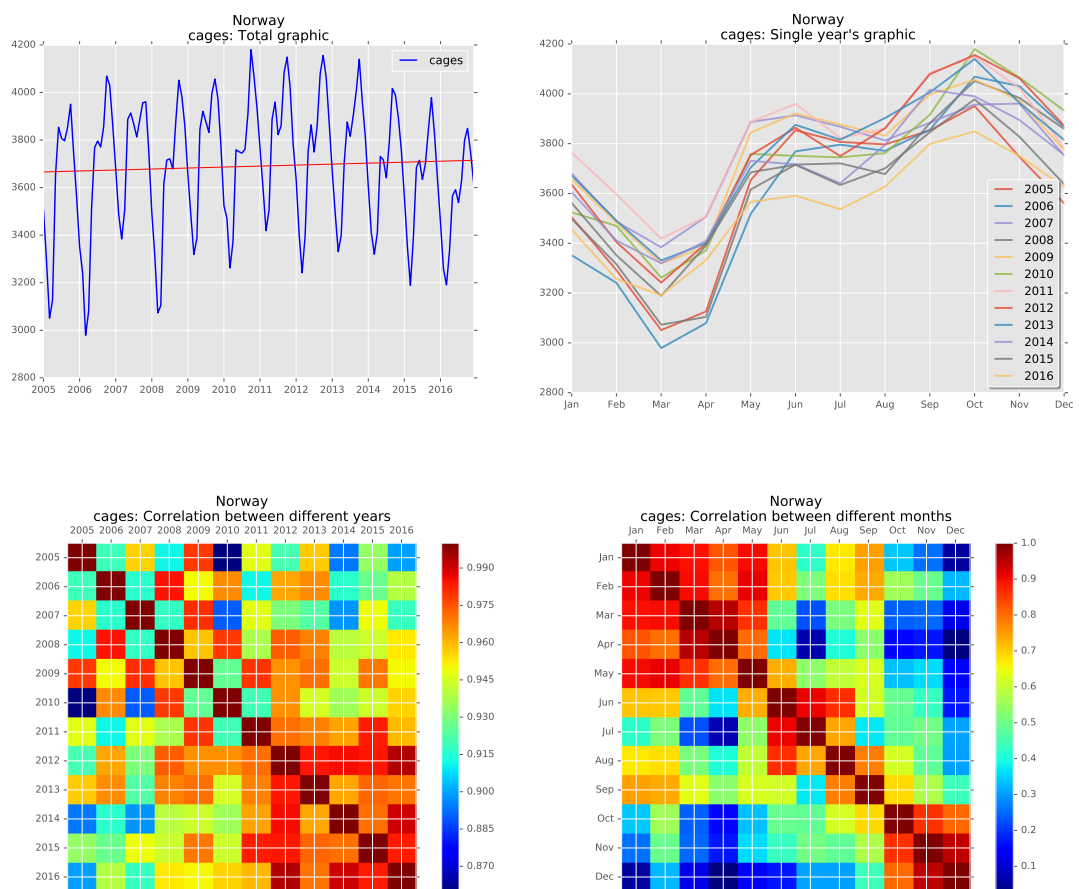 Norway
cages: Total graphic
4200
4000
3800
3600
3400
3200
3000
2800
2005 2006 2007 2008 2009 2010 2011 2012 2013 2014 2015 2016
cages
Norway
cages: Single year's graphic
4200
4000
3800
3600
3400
3200
3000
2800
Jan Feb Mar Apr May Jun Jul Aug Sep Oct Nov Dec
2005
2006
2007
2008
2009
2010
2011
2012
2013
2014
2015
2016
Norway
cages: Correlation between different years
2005 2006 2007 2008 2009 2010 2011 2012 2013 2014 2015 2016
2005
2006
2007
2008
2009
2010
2011
2012
2013
2014
2015
2016
0.990
0.975
0.960
0.945
0.930
0.915
0.900
0.885
0.870
Norway
cages: Correlation between different months
Jan Feb Mar Apr May Jun Jul Aug Sep Oct Nov Dec
Jan
Feb
Mar
Apr
May
Jun
Jul
Aug
Sep
Oct
Nov
Dec
1.0
0.9
0.8
0.7
0.6
0.5
0.4
0.3
0.2
0.1